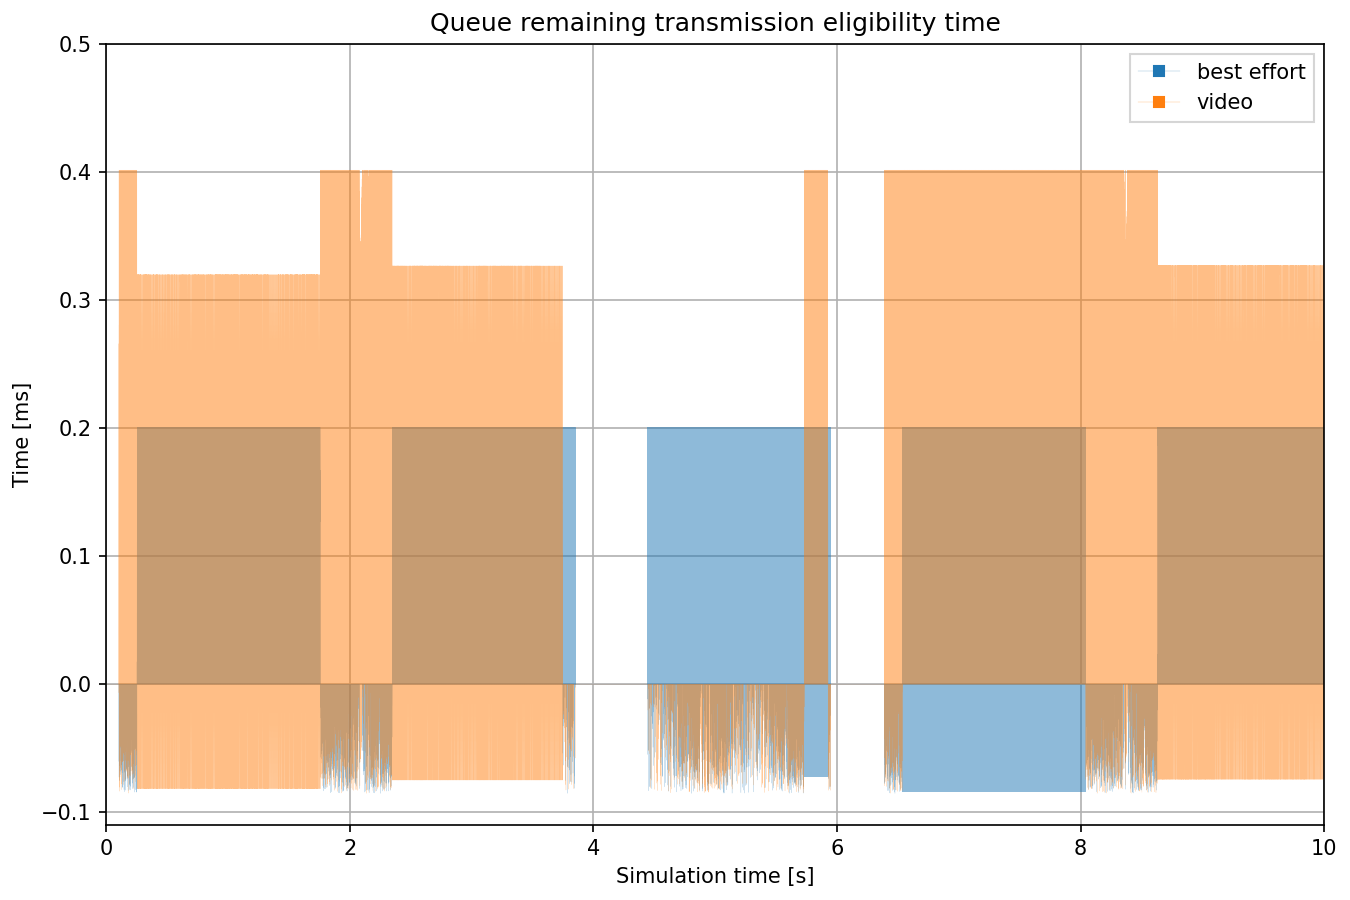 Queue remaining transmission eligibility time
best effort
video
Time [ms]
0.5
0.4
0.3
0.2
0.1
0.0
−0.1
0 2 4 6 8 10
Simulation time [s]